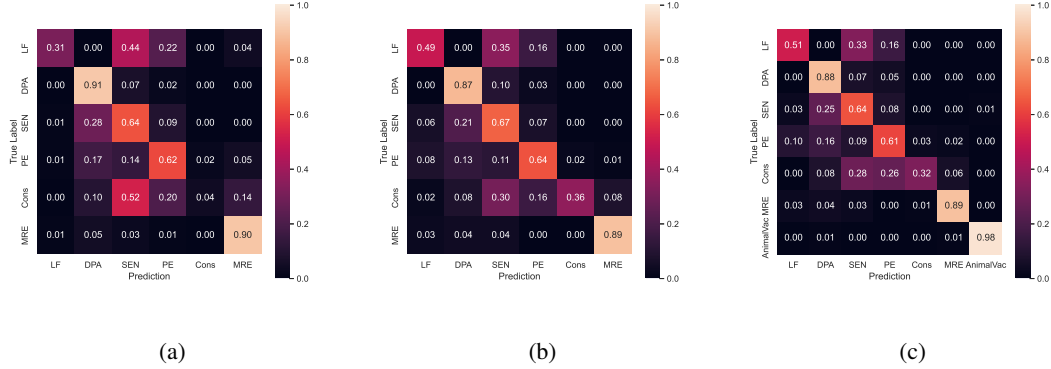 1.0
LF 0.31 0.00 0.44 0.22 0.00 0.04
DPA 0.00 0.91 0.07 0.02 0.00 0.00
0.8
SEN 0.01 0.28 0.64 0.09 0.00 0.00
0.6
True Label
PE 0.01 0.17 0.14 0.62 0.02 0.05
0.4
Cons 0.00 0.10 0.52 0.20 0.04 0.14
0.2
MRE 0.01 0.05 0.03 0.01 0.00 0.90
0.0
LF DPA SEN PE Cons MRE
Prediction
(a)
1.0
LF 0.49 0.00 0.35 0.16 0.00 0.00
DPA 0.00 0.87 0.10 0.03 0.00 0.00
0.8
SEN 0.06 0.21 0.67 0.07 0.00 0.00
0.6
True Label
PE 0.08 0.13 0.11 0.64 0.02 0.01
0.4
Cons 0.02 0.08 0.30 0.16 0.36 0.08
0.2
MRE 0.03 0.04 0.04 0.00 0.00 0.89
0.0
LF DPA SEN PE Cons MRE
Prediction
(b)
1.0
LF 0.51 0.00 0.33 0.16 0.00 0.00 0.00
DPA 0.00 0.88 0.07 0.05 0.00 0.00 0.00
0.8
SEN 0.03 0.25 0.64 0.08 0.00 0.00 0.01
0.6
True Label
PE 0.10 0.16 0.09 0.61 0.03 0.02 0.00
0.4
Cons 0.00 0.08 0.28 0.26 0.32 0.06 0.00
0.2
MRE 0.03 0.04 0.03 0.00 0.01 0.89 0.00
AnimalVac 0.00 0.01 0.00 0.00 0.00 0.01 0.98
0.0
LF DPA SEN PE Cons MRE AnimalVac
Prediction
(c)